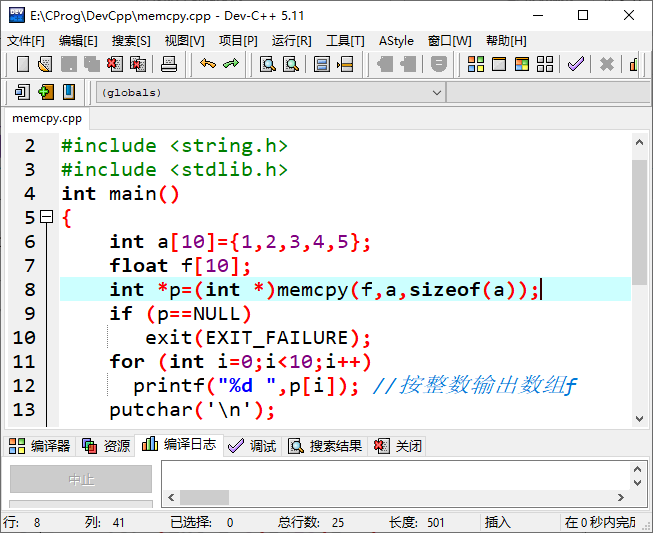 E:\CProg\DevCpp\memcpy.cpp - Dev-C++ 5.11
文件[F] 编辑[E] 搜索[S] 视图[V] 项目[P] 运行[R] 工具[T] AStyle 窗口[W] 帮助[H]
(globals)
memcpy.cpp
2 #include <string.h>
3 #include <stdlib.h>
4 int main()
5 {
6 int a[10]={1,2,3,4,5};
7 float f[10];
8 int *p=(int *)memcpy(f,a,sizeof(a));
9 if (p==NULL)
10 exit(EXIT_FAILURE);
11 for (int i=0;i<10;i++)
12 printf("%d ",p[i]); //按整数输出数组f
13 putchar('\n');
编译器 资源 编译日志 调试 搜索结果 关闭
中止
行: 8 列: 41 已选择: 0 总行数: 25 长度: 501 插入 在 0 秒内完成